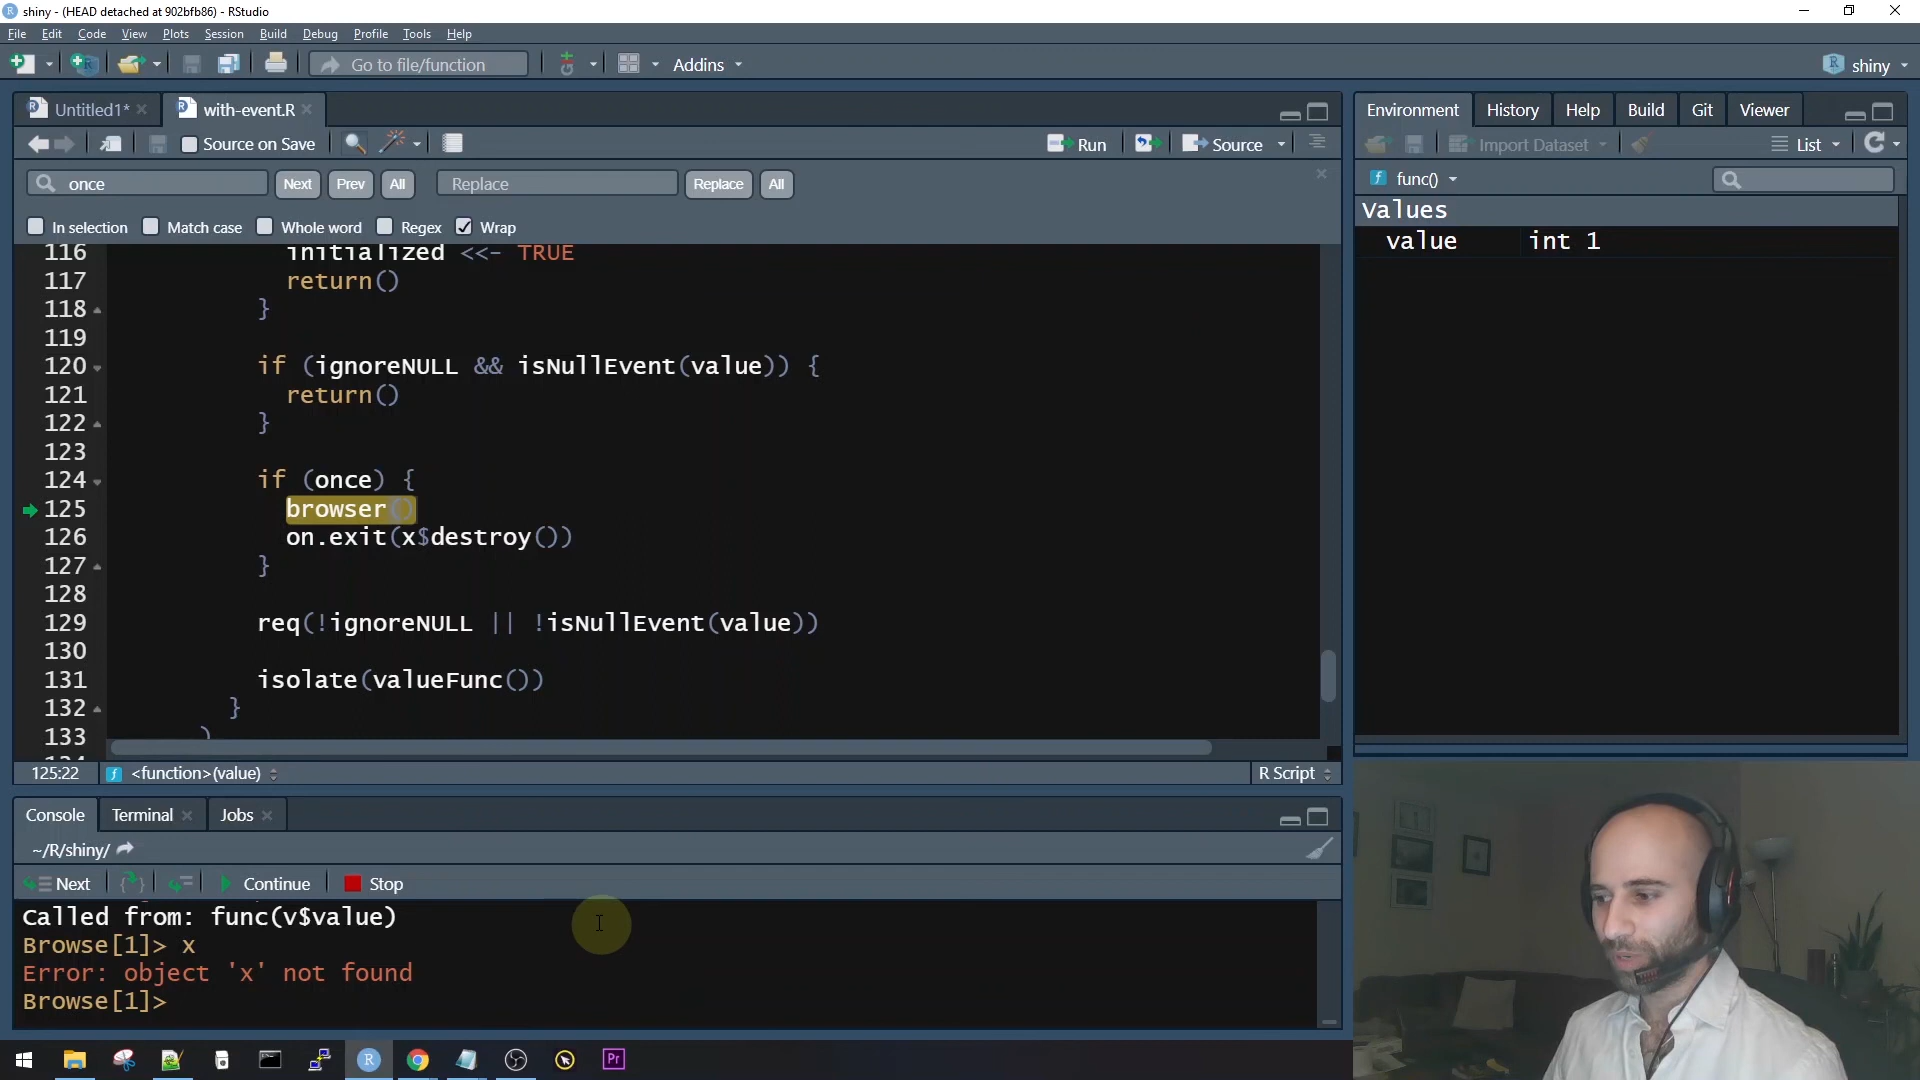 shiny - (HEAD detached at 902bfb86) - RStudio
File Edit Code View Plots Session Build Debug Profile Tools Help
Go to file/function Addins shiny
Untitled1* with-event.R
Source on Save Run Source
once Next Prev All Replace Replace All
In selection Match case Whole word Regex Wrap
116 initialized <<- TRUE
117 return()
118 }
119
120 if (ignoreNULL && isNullEvent(value)) {
121 return()
122 }
123
124 if (once) {
125 browser()
126 on.exit(x$destroy())
127 }
128
129 req(!ignoreNULL || !isNullEvent(value))
130
131 isolate(valueFunc())
132 }
133 )
125:22 <function>(value) R Script
Console Terminal Jobs
~/R/shiny/
Next Continue Stop
Called from: func(v$value)
Browse[1]> x
Error: object 'x' not found
Browse[1]>
Environment History Help Build Git Viewer
Import Dataset List
func()
Values
value int 1
R Pr